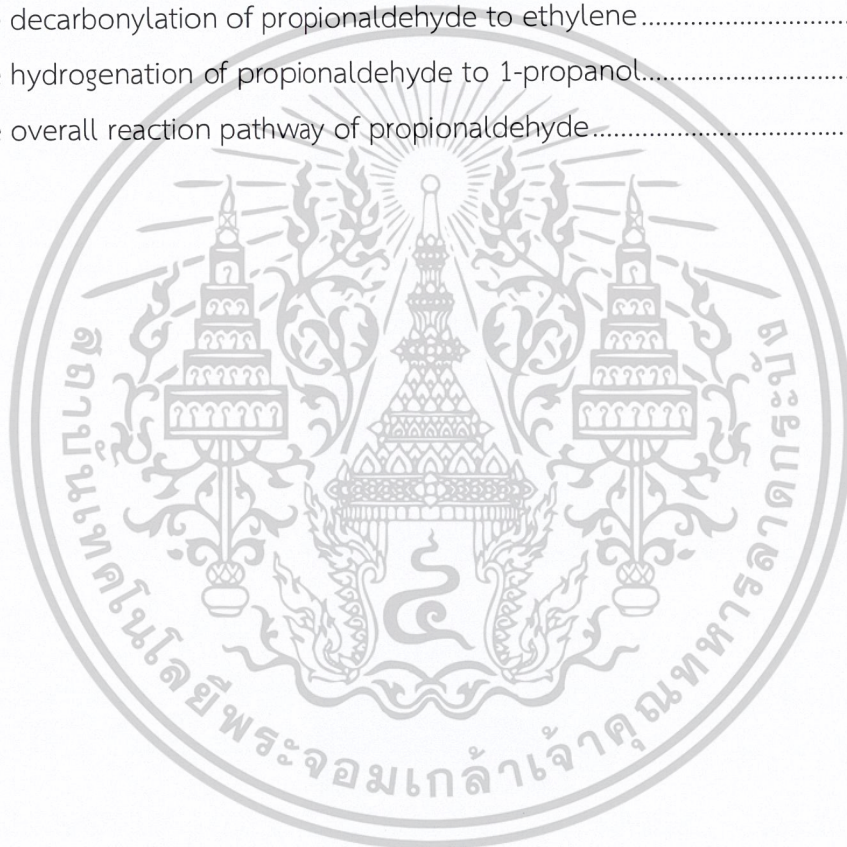 decarbonylation of propionaldehyde to ethylene................................
hydrogenation of propionaldehyde to 1-propanol................................
overall reaction pathway of propionaldehyde................................
๔
สถาบันเทคโนโลยีพระจอมเกล้าเจ้าคุณทหารลาดกระบัง